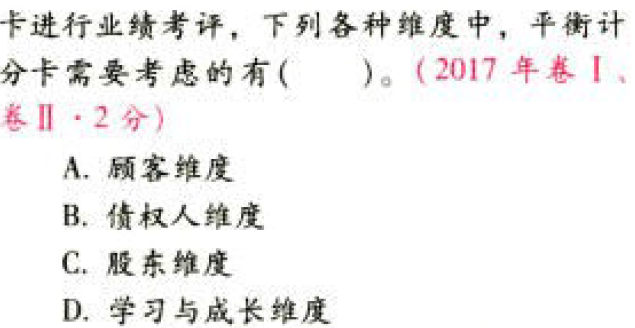 卡进行业绩考评，下列各种维度中，平衡计
分卡需要考虑的有(　　)。(2017 年卷Ⅰ、
卷Ⅱ·2 分)
A. 顾客维度
B. 债权人维度
C. 股东维度
D. 学习与成长维度